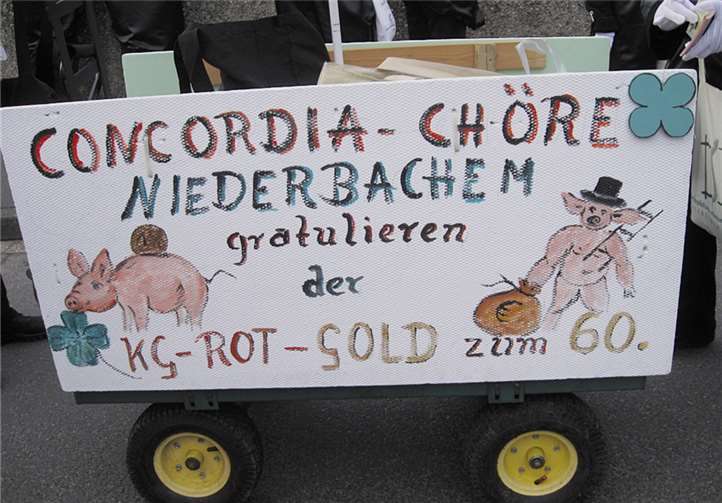 CONCORDIA - CHÖRE
NIEDERBACHEM
gratulieren
der
KG-ROT-GOLD zum 60.